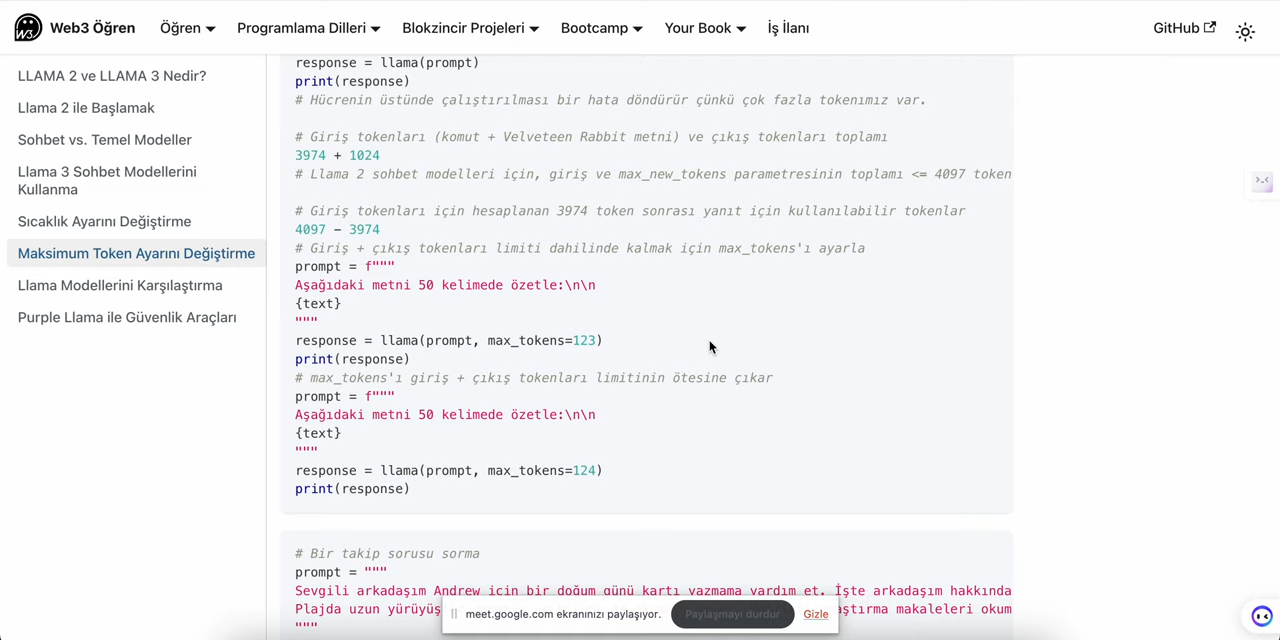 Web3 Öğren Öğren Programlama Dilleri Blokzincir Projeleri Bootcamp Your Book İş İlanı GitHub
LLAMA 2 ve LLAMA 3 Nedir?
Llama 2 ile Başlamak
Sohbet vs. Temel Modeller
Llama 3 Sohbet Modellerini
Kullanma
Sıcaklık Ayarını Değiştirme
Maksimum Token Ayarını Değiştirme
Llama Modellerini Karşılaştırma
Purple Llama ile Güvenlik Araçları
response = llama(prompt)
print(response)
# Hücrenin üstünde çalıştırılması bir hata döndürür çünkü çok fazla tokenımız var.
# Giriş tokenları (komut + Velveteen Rabbit metni) ve çıkış tokenları toplamı
3974 + 1024
# Llama 2 sohbet modelleri için, giriş ve max_new_tokens parametresinin toplamı <= 4097 token
# Giriş tokenları için hesaplanan 3974 token sonrası yanıt için kullanılabilir tokenlar
4097 - 3974
# Giriş + çıkış tokenları limiti dahilinde kalmak için max_tokens'ı ayarla
prompt = f"""
Aşağıdaki metni 50 kelimede özetle:\n\n
{text}
"""
response = llama(prompt, max_tokens=123)
print(response)
# max_tokens'ı giriş + çıkış tokenları limitinin ötesine çıkar
prompt = f"""
Aşağıdaki metni 50 kelimede özetle:\n\n
{text}
"""
response = llama(prompt, max_tokens=124)
print(response)
# Bir takip sorusu sorma
prompt = """
Sevgili arkadaşım Andrew için bir doğum günü kartı yazmama yardım et. İşte arkadaşım hakkında
Plajda uzun yürüyüş aştırma makaleleri okum
"""
meet.google.com ekranınızı paylaşıyor. Paylaşmayı durdur Gizle